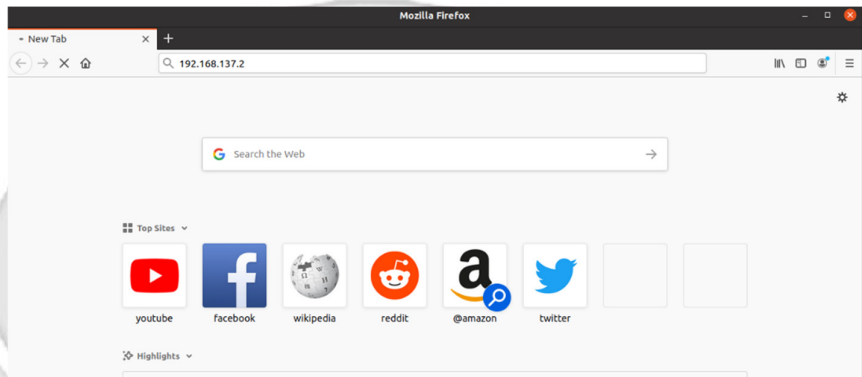 Mozilla Firefox
New Tab
192.168.137.2
Search the Web
Top Sites
youtube facebook wikipedia reddit @amazon twitter
Highlights